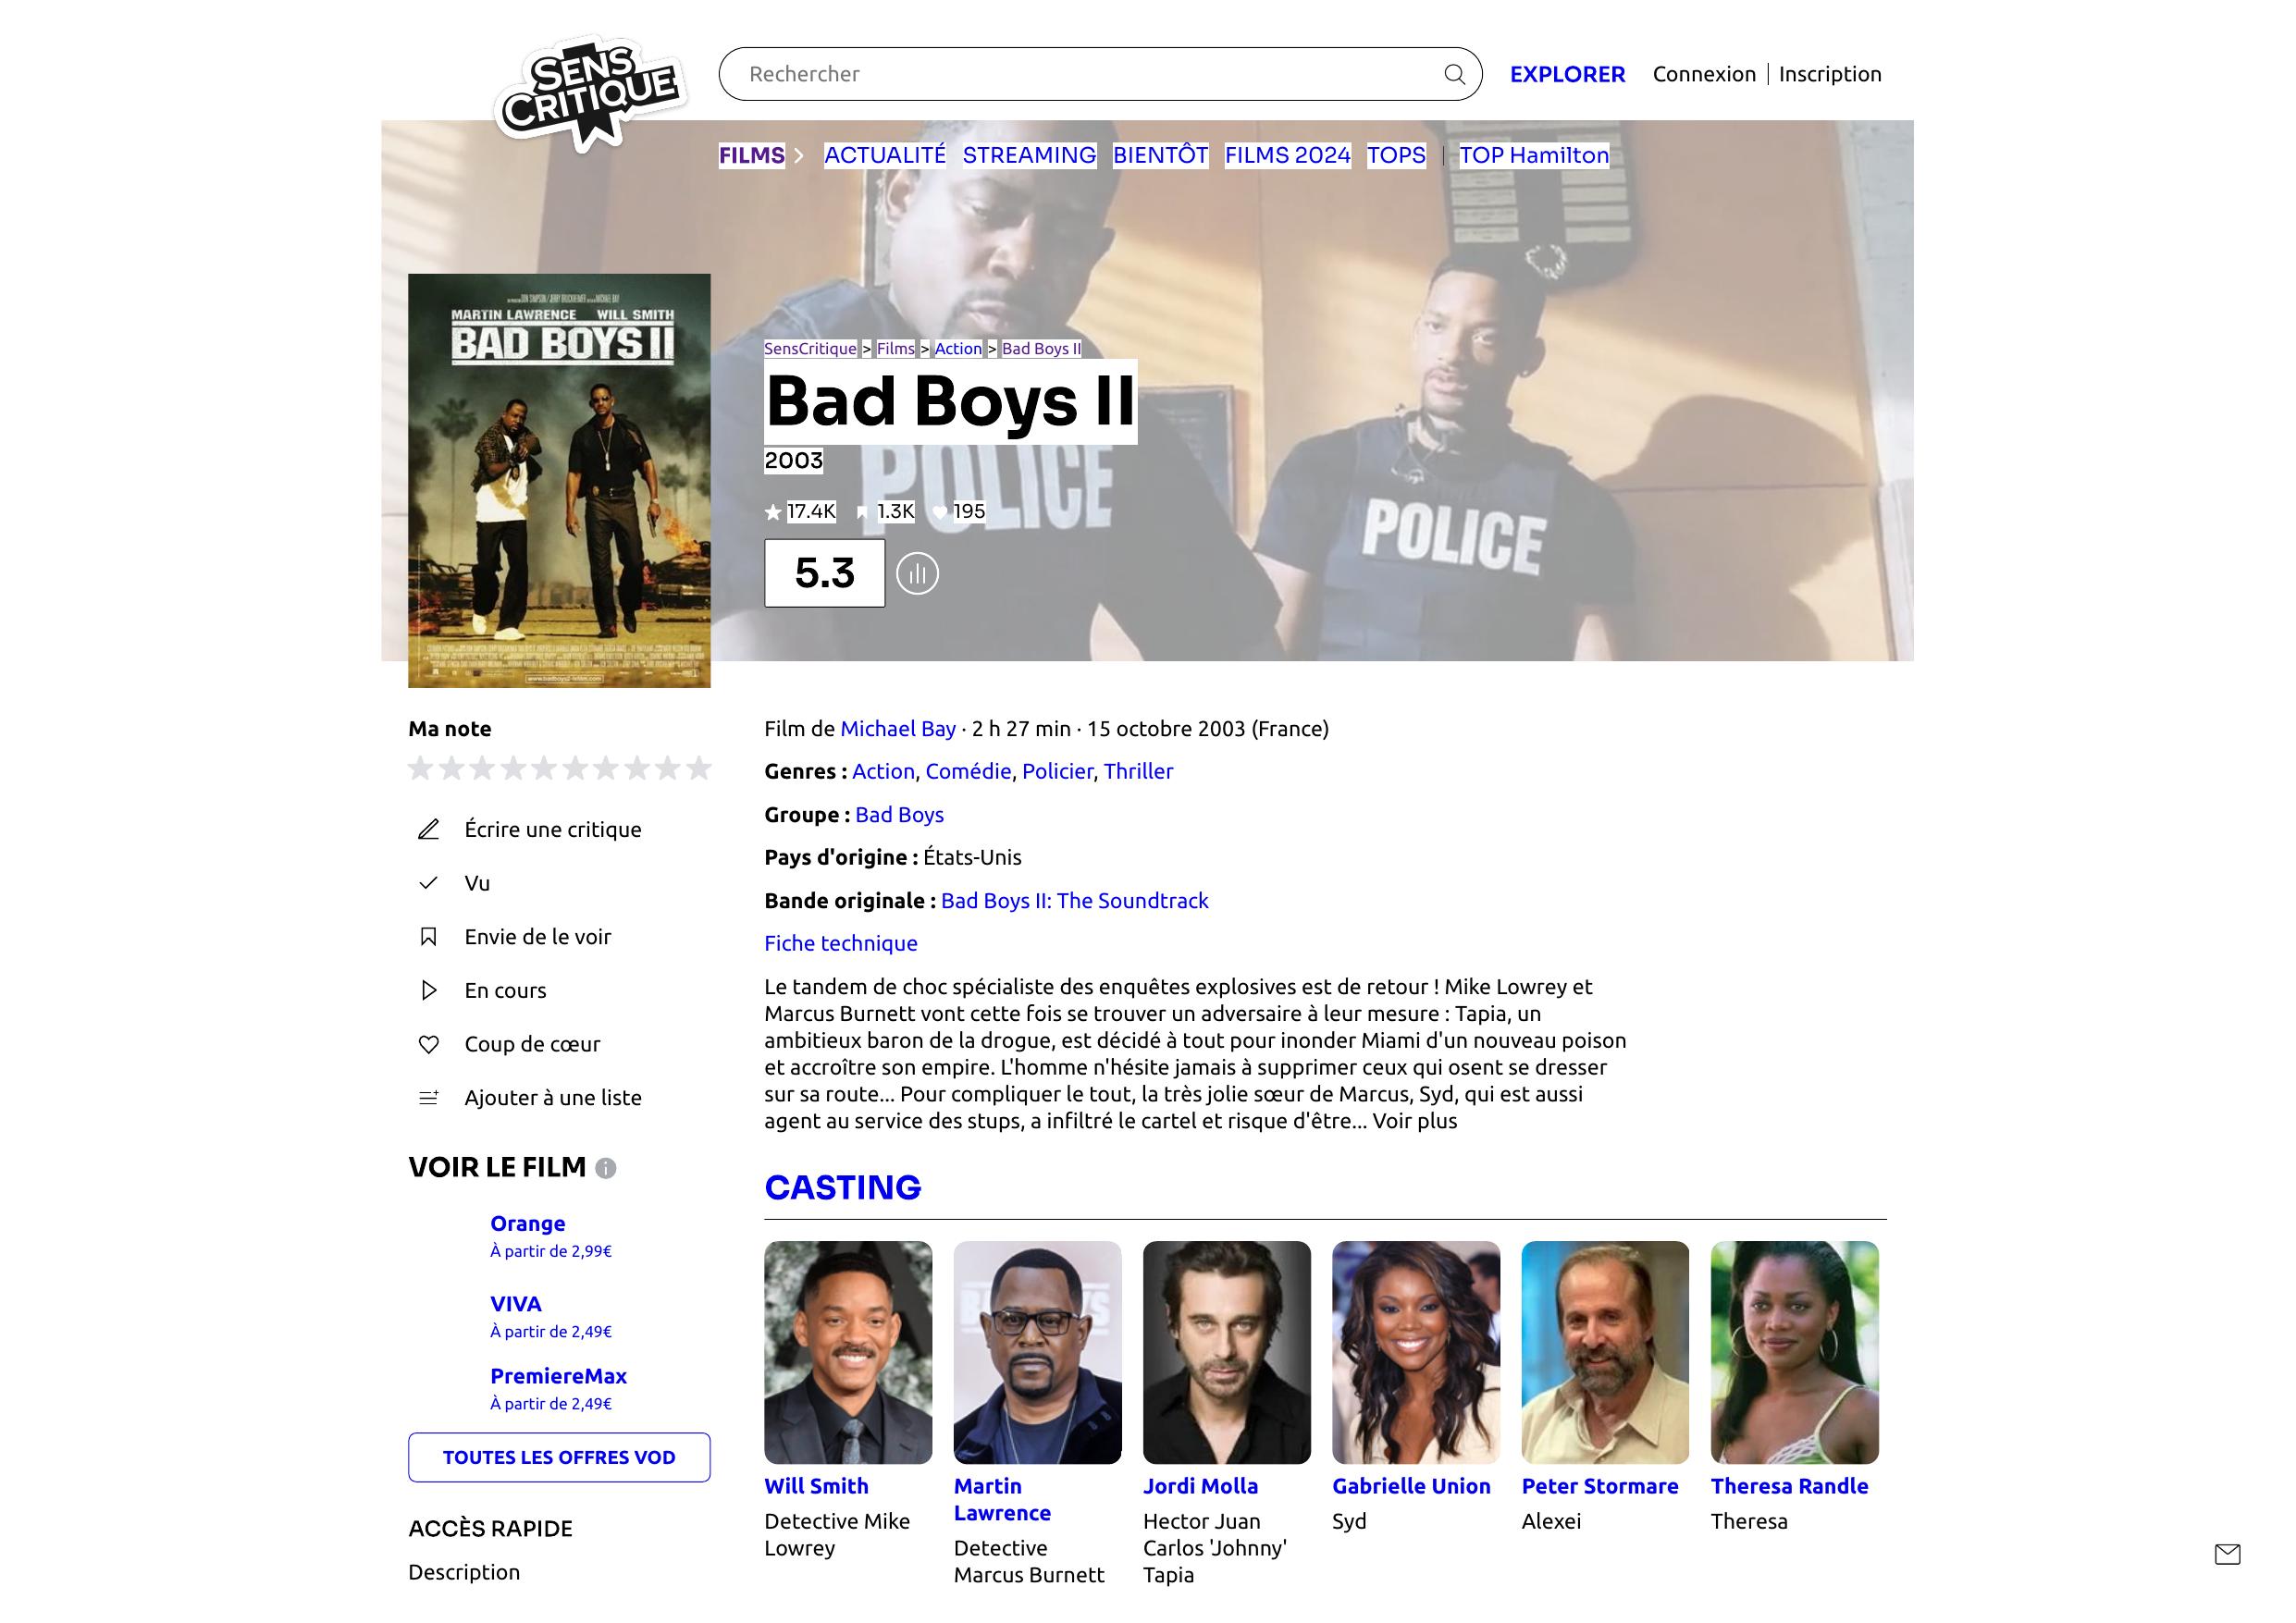 SENS CRITIQUE
Rechercher
EXPLORER Connexion | Inscription
FILMS ACTUALITÉ STREAMING BIENTÔT FILMS 2024 TOPS | TOP Hamilton
MARTIN LAWRENCE WILL SMITH
BAD BOYS II
SensCritique > Films > Action > Bad Boys II
Bad Boys II
2003
17.4K 1.3K 195
5.3
POLICE
POLICE
Ma note
Écrire une critique
Vu
Envie de le voir
En cours
Coup de cœur
Ajouter à une liste
VOIR LE FILM
Orange
À partir de 2,99€
VIVA
À partir de 2,49€
PremiereMax
À partir de 2,49€
TOUTES LES OFFRES VOD
ACCÈS RAPIDE
Description
Film de Michael Bay · 2 h 27 min · 15 octobre 2003 (France)
Genres : Action, Comédie, Policier, Thriller
Groupe : Bad Boys
Pays d'origine : États-Unis
Bande originale : Bad Boys II: The Soundtrack
Fiche technique
Le tandem de choc spécialiste des enquêtes explosives est de retour ! Mike Lowrey et
Marcus Burnett vont cette fois se trouver un adversaire à leur mesure : Tapia, un
ambitieux baron de la drogue, est décidé à tout pour inonder Miami d'un nouveau poison
et accroître son empire. L'homme n'hésite jamais à supprimer ceux qui osent se dresser
sur sa route... Pour compliquer le tout, la très jolie sœur de Marcus, Syd, qui est aussi
agent au service des stups, a infiltré le cartel et risque d'être... Voir plus
CASTING
Will Smith
Detective Mike
Lowrey
Martin
Lawrence
Detective
Marcus Burnett
Jordi Molla
Hector Juan
Carlos 'Johnny'
Tapia
Gabrielle Union
Syd
Peter Stormare
Alexei
Theresa Randle
Theresa